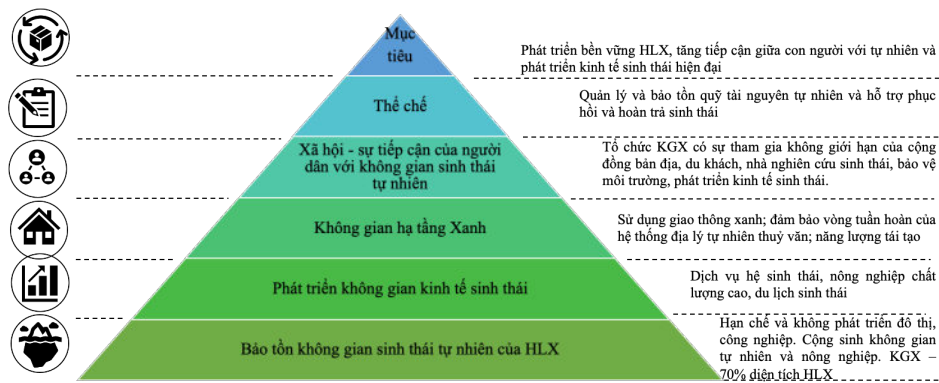 Mục
tiêu
Phát triển bền vững HLX, tăng tiếp cận giữa con người với tự nhiên và
phát triển kinh tế sinh thái hiện đại
Thể chế
Quản lý và bảo tồn quỹ tài nguyên tự nhiên và hỗ trợ phục
hồi và hoàn trả sinh thái
Xã hội - sự tiếp cận của người
dân với không gian sinh thái
tự nhiên
Tổ chức KGX có sự tham gia không giới hạn của cộng
đồng bản địa, du khách, nhà nghiên cứu sinh thái, bảo vệ
môi trường, phát triển kinh tế sinh thái.
Không gian hạ tầng Xanh
Sử dụng giao thông xanh; đảm bảo vòng tuần hoàn của
hệ thống địa lý tự nhiên thuỷ văn; năng lượng tái tạo
Phát triển không gian kinh tế sinh thái
Dịch vụ hệ sinh thái, nông nghiệp chất
lượng cao, du lịch sinh thái
Bảo tồn không gian sinh thái tự nhiên của HLX
Hạn chế và không phát triển đô thị,
công nghiệp. Cộng sinh không gian
tự nhiên và nông nghiệp. KGX –
70% diện tích HLX